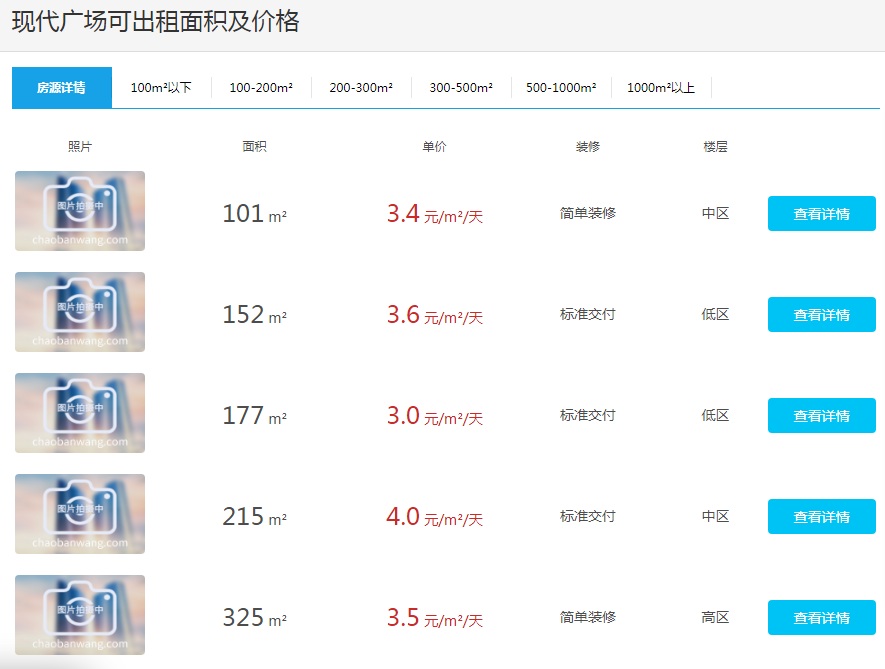 现代广场可出租面积及价格
房源详情 100m²以下 100-200m² 200-300m² 300-500m² 500-1000m² 1000m²以上
照片 面积 单价 装修 楼层
图片拍摄中
chaobanwang.com
101 m² 3.4 元/m²/天 简单装修 中区 查看详情
图片拍摄中
chaobanwang.com
152 m² 3.6 元/m²/天 标准交付 低区 查看详情
图片拍摄中
chaobanwang.com
177 m² 3.0 元/m²/天 标准交付 低区 查看详情
图片拍摄中
chaobanwang.com
215 m² 4.0 元/m²/天 标准交付 中区 查看详情
图片拍摄中
chaobanwang.com
325 m² 3.5 元/m²/天 简单装修 高区 查看详情